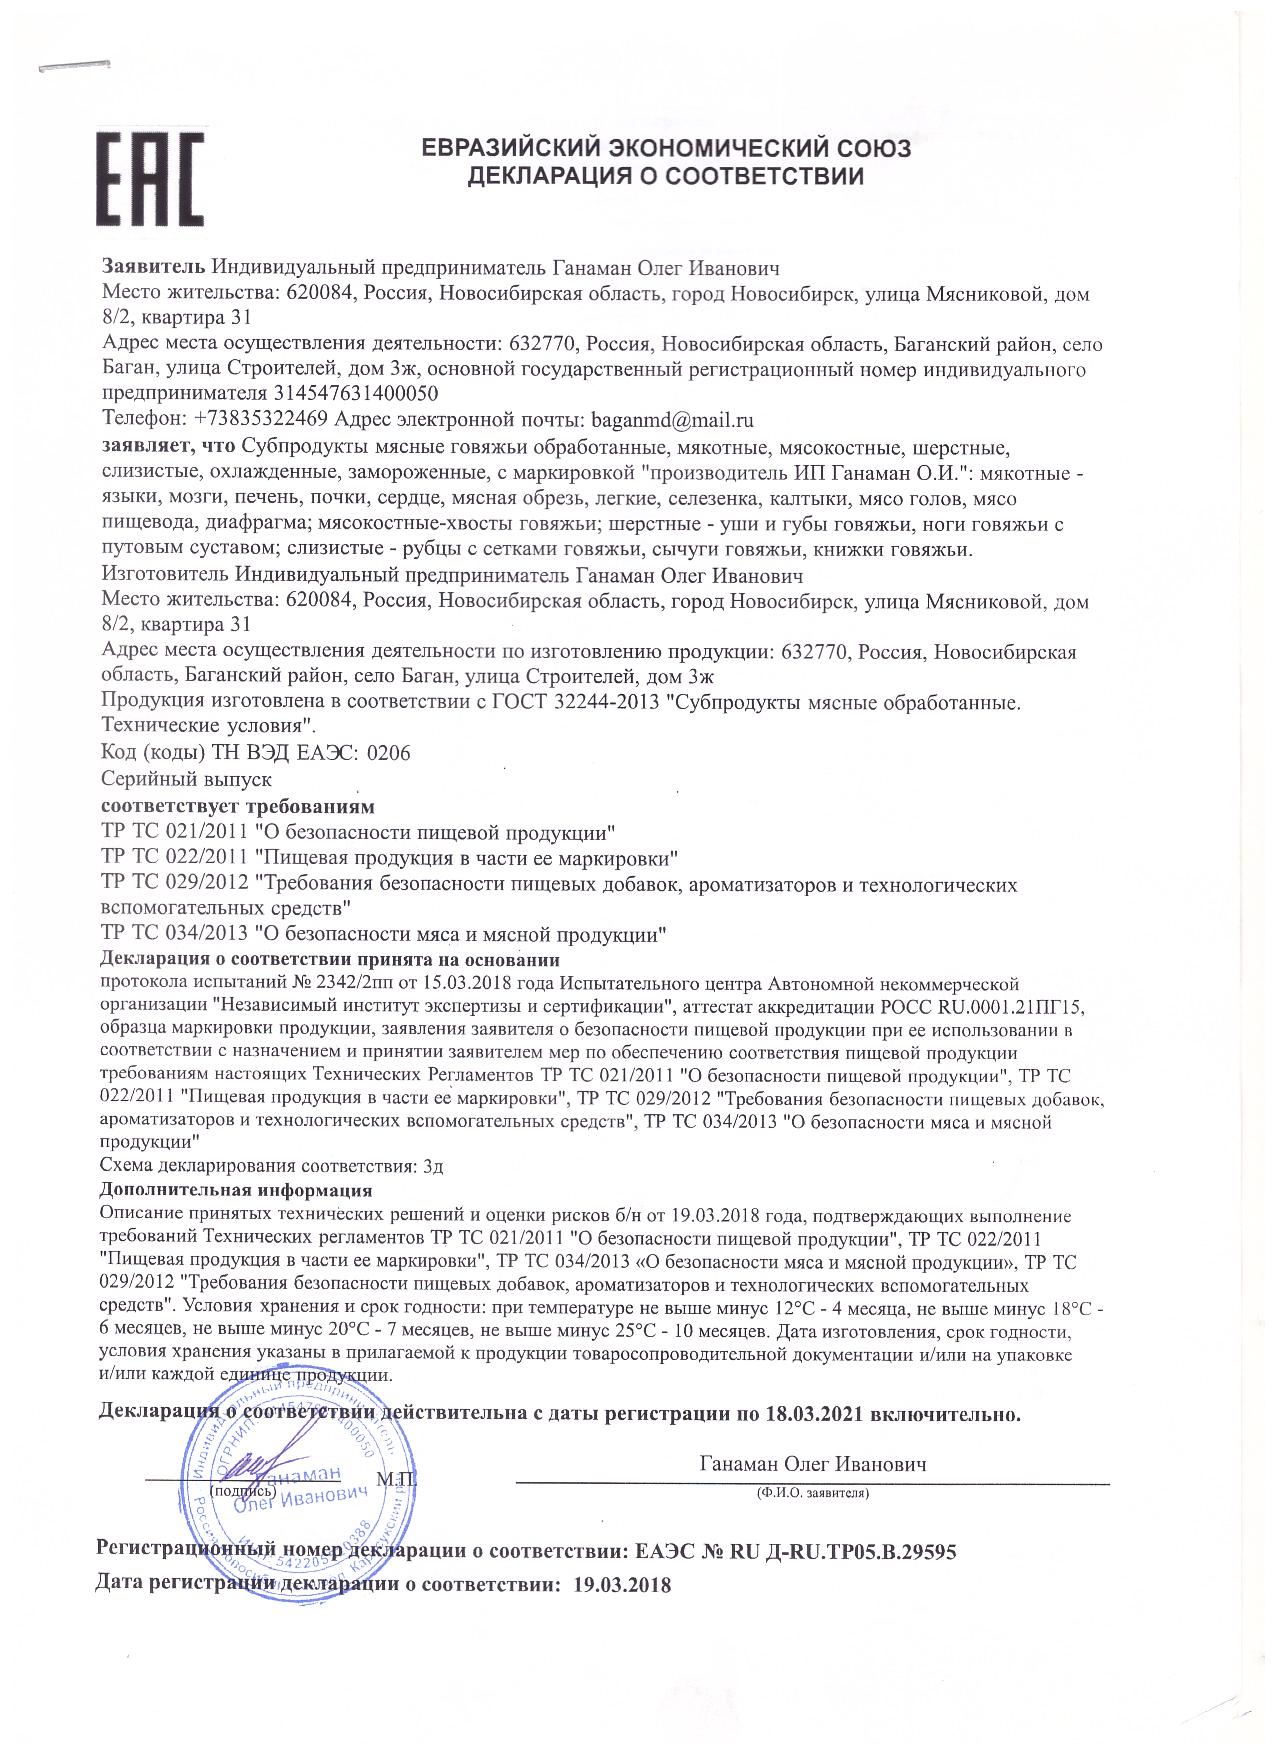 EAC
ЕВРАЗИЙСКИЙ ЭКОНОМИЧЕСКИЙ СОЮЗ
ДЕКЛАРАЦИЯ О СООТВЕТСТВИИ
Заявитель Индивидуальный предприниматель Ганаман Олег Иванович
Место жительства: 620084, Россия, Новосибирская область, город Новосибирск, улица Мясниковой, дом
8/2, квартира 31
Адрес места осуществления деятельности: 632770, Россия, Новосибирская область, Баганский район, село
Баган, улица Строителей, дом 3ж, основной государственный регистрационный номер индивидуального
предпринимателя 314547631400050
Телефон: +73835322469 Адрес электронной почты: baganmd@mail.ru
заявляет, что Субпродукты мясные говяжьи обработанные, мякотные, мясокостные, шерстные,
слизистые, охлажденные, замороженные, с маркировкой "производитель ИП Ганаман О.И.": мякотные -
языки, мозги, печень, почки, сердце, мясная обрезь, легкие, селезенка, калтыки, мясо голов, мясо
пищевода, диафрагма; мясокостные-хвосты говяжьи; шерстные - уши и губы говяжьи, ноги говяжьи с
путовым суставом; слизистые - рубцы с сетками говяжьи, сычуги говяжьи, книжки говяжьи.
Изготовитель Индивидуальный предприниматель Ганаман Олег Иванович
Место жительства: 620084, Россия, Новосибирская область, город Новосибирск, улица Мясниковой, дом
8/2, квартира 31
Адрес места осуществления деятельности по изготовлению продукции: 632770, Россия, Новосибирская
область, Баганский район, село Баган, улица Строителей, дом 3ж
Продукция изготовлена в соответствии с ГОСТ 32244-2013 "Субпродукты мясные обработанные.
Технические условия".
Код (коды) ТН ВЭД ЕАЭС: 0206
Серийный выпуск
соответствует требованиям
ТР ТС 021/2011 "О безопасности пищевой продукции"
ТР ТС 022/2011 "Пищевая продукция в части ее маркировки"
ТР ТС 029/2012 "Требования безопасности пищевых добавок, ароматизаторов и технологических
вспомогательных средств"
ТР ТС 034/2013 "О безопасности мяса и мясной продукции"
Декларация о соответствии принята на основании
протокола испытаний № 2342/2пп от 15.03.2018 года Испытательного центра Автономной некоммерческой
организации "Независимый институт экспертизы и сертификации", аттестат аккредитации РОСС RU.0001.21ПГ15,
образца маркировки продукции, заявления заявителя о безопасности пищевой продукции при ее использовании в
соответствии с назначением и принятии заявителем мер по обеспечению соответствия пищевой продукции
требованиям настоящих Технических Регламентов ТР ТС 021/2011 "О безопасности пищевой продукции", ТР ТС
022/2011 "Пищевая продукция в части ее маркировки", ТР ТС 029/2012 "Требования безопасности пищевых добавок,
ароматизаторов и технологических вспомогательных средств", ТР ТС 034/2013 "О безопасности мяса и мясной
продукции"
Схема декларирования соответствия: 3д
Дополнительная информация
Описание принятых технических решений и оценки рисков б/н от 19.03.2018 года, подтверждающих выполнение
требований Технических регламентов ТР ТС 021/2011 "О безопасности пищевой продукции", ТР ТС 022/2011
"Пищевая продукция в части ее маркировки", ТР ТС 034/2013 «О безопасности мяса и мясной продукции», ТР ТС
029/2012 "Требования безопасности пищевых добавок, ароматизаторов и технологических вспомогательных
средств". Условия хранения и срок годности: при температуре не выше минус 12°С - 4 месяца, не выше минус 18°С -
6 месяцев, не выше минус 20°С - 7 месяцев, не выше минус 25°С - 10 месяцев. Дата изготовления, срок годности,
условия хранения указаны в прилагаемой к продукции товаросопроводительной документации и/или на упаковке
и/или каждой единице продукции.
Декларация о соответствии действительна с даты регистрации по 18.03.2021 включительно.
Индивидуальный предприниматель
ОГРНИП
Ганаман
Олег Иванович
(подпись)
М.П.
Ганаман Олег Иванович
(Ф.И.О. заявителя)
Регистрационный номер декларации о соответствии: ЕАЭС № RU Д-RU.ТР05.В.29595
Дата регистрации декларации о соответствии: 19.03.2018